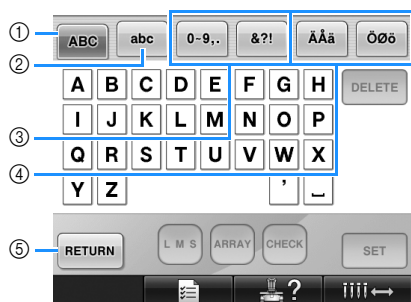 ① ABC abc 0~9,. &?! ÄÅä ÖØö
②
A B C D E F G H DELETE
I J K L M N O P
③ Q R S T U V W X
④ Y Z ' ⎵
⑤ RETURN L M S ARRAY CHECK SET
?